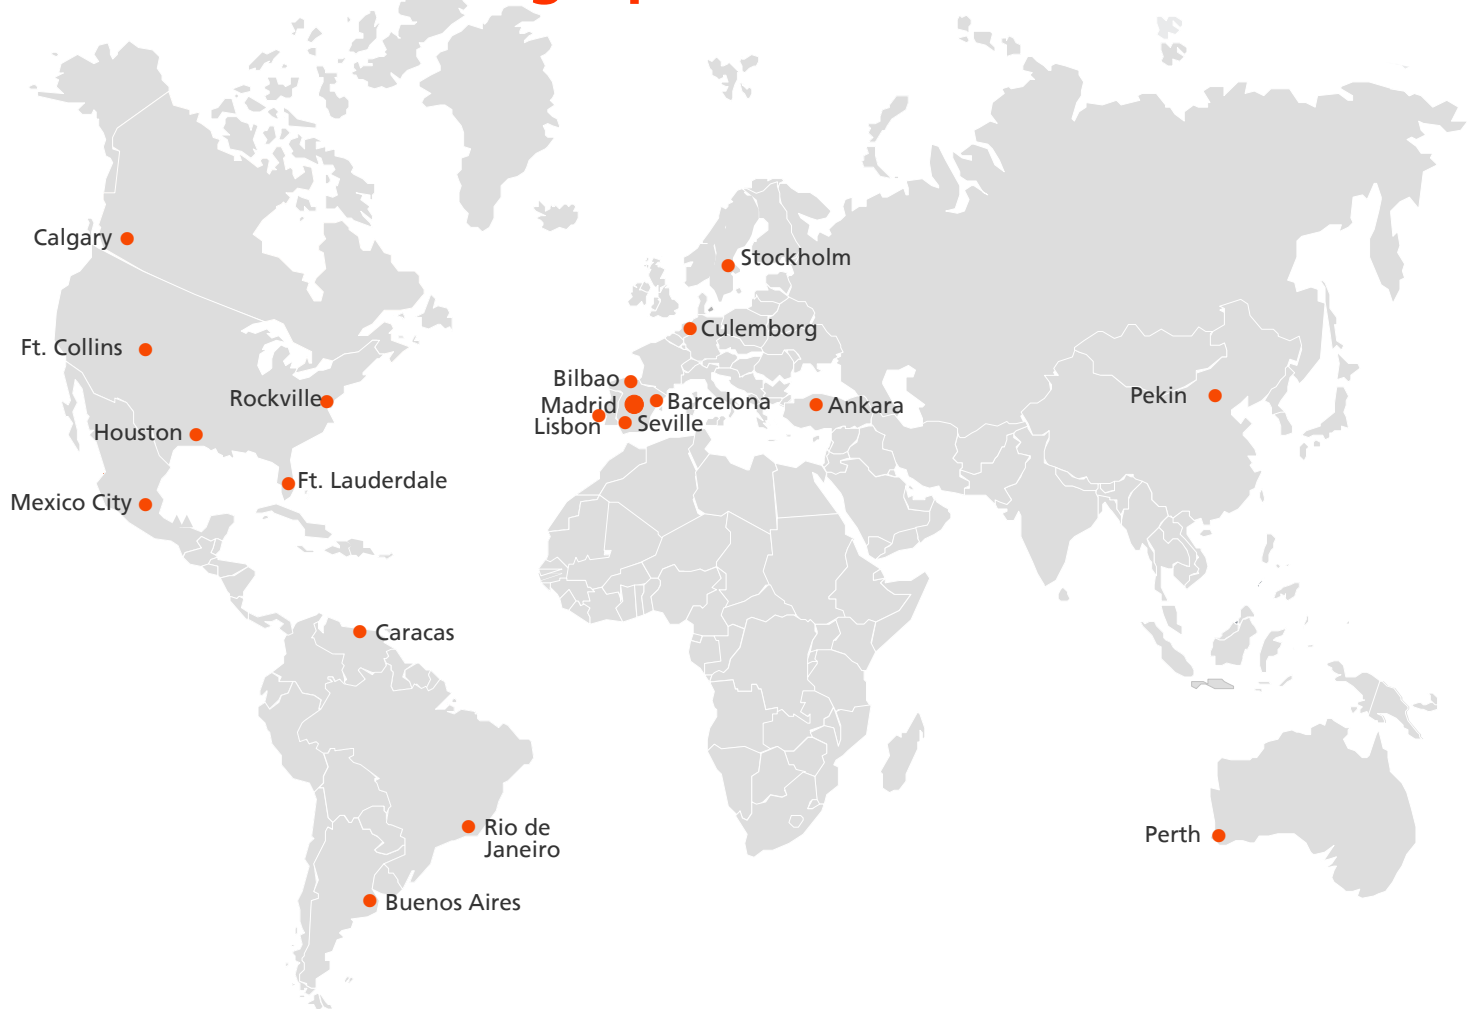 Calgary
Stockholm
Culemborg
Ft. Collins
Bilbao
Pekin
Rockville
Madrid
Barcelona
Ankara
Lisbon
Seville
Houston
Ft. Lauderdale
Mexico City
Caracas
Rio de
Janeiro
Perth
Buenos Aires